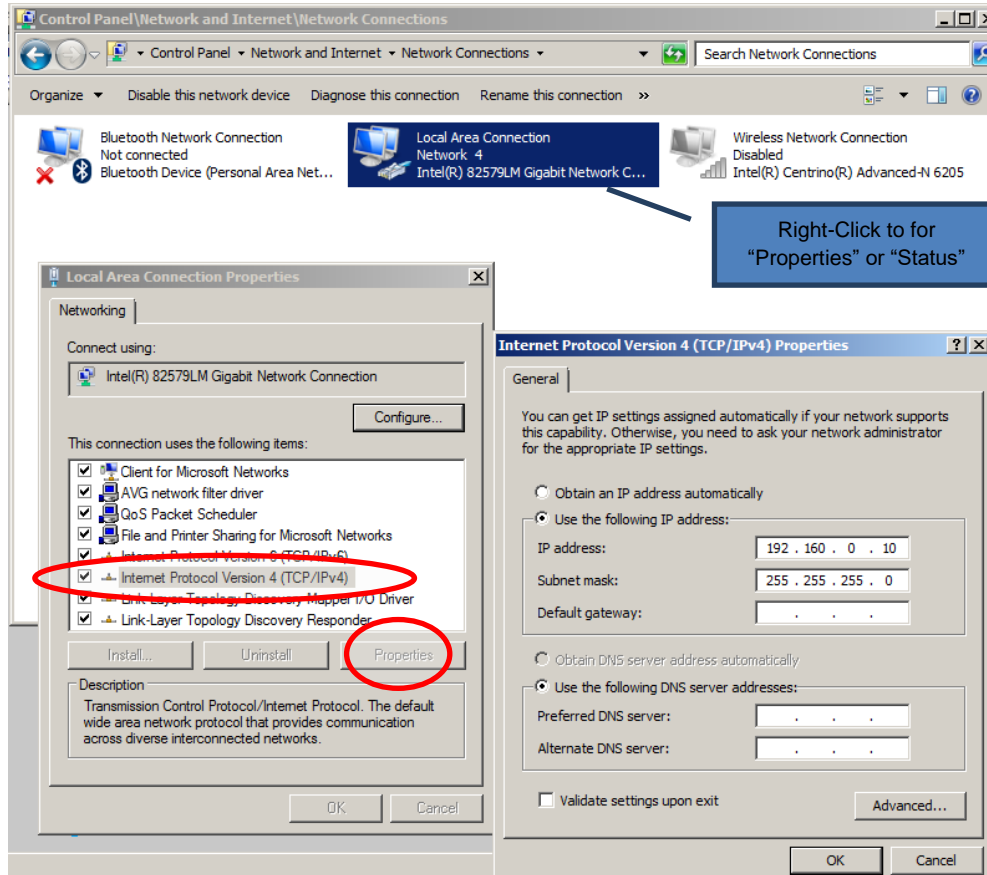 Control Panel\Network and Internet\Network Connections
Control Panel Network and Internet Network Connections
Search Network Connections
Organize Disable this network device Diagnose this connection Rename this connection »
Bluetooth Network Connection
Not connected
Bluetooth Device (Personal Area Net...
Local Area Connection
Network 4
Intel(R) 82579LM Gigabit Network C...
Wireless Network Connection
Disabled
Intel(R) Centrino(R) Advanced-N 6205
Right-Click to for
“Properties” or “Status”
Local Area Connection Properties
Networking
Connect using:
Intel(R) 82579LM Gigabit Network Connection
Configure...
This connection uses the following items:
Client for Microsoft Networks
AVG network filter driver
QoS Packet Scheduler
File and Printer Sharing for Microsoft Networks
Internet Protocol Version 6 (TCP/IPv6)
Internet Protocol Version 4 (TCP/IPv4)
Link-Layer Topology Discovery Mapper I/O Driver
Link-Layer Topology Discovery Responder
Install... Uninstall Properties
Description
Transmission Control Protocol/Internet Protocol. The default
wide area network protocol that provides communication
across diverse interconnected networks.
OK Cancel
Internet Protocol Version 4 (TCP/IPv4) Properties
General
You can get IP settings assigned automatically if your network supports
this capability. Otherwise, you need to ask your network administrator
for the appropriate IP settings.
Obtain an IP address automatically
Use the following IP address:
IP address: 192 . 160 . 0 . 10
Subnet mask: 255 . 255 . 255 . 0
Default gateway: . . .
Obtain DNS server address automatically
Use the following DNS server addresses:
Preferred DNS server: . . .
Alternate DNS server: . . .
Validate settings upon exit
Advanced...
OK Cancel